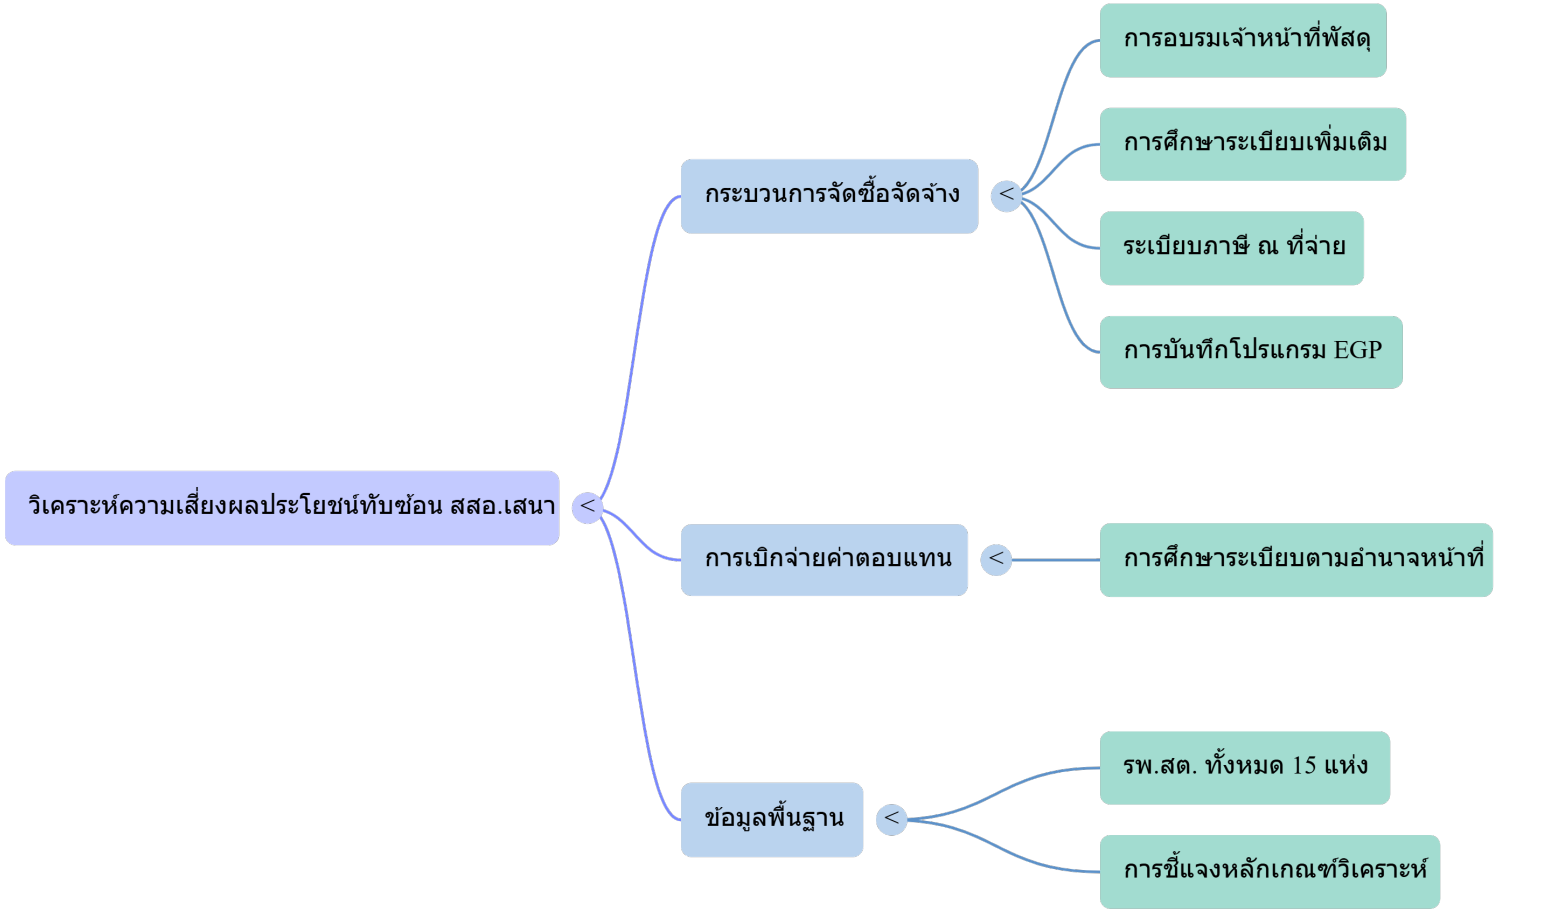 การอบรมเจ้าหน้าที่พัสดุ
การศึกษาระเบียบเพิ่มเติม
กระบวนการจัดซื้อจัดจ้าง <
ระเบียบภาษี ณ ที่จ่าย
การบันทึกโปรแกรม EGP
วิเคราะห์ความเสี่ยงผลประโยชน์ทับซ้อน สสอ.เสนา <
การเบิกจ่ายค่าตอบแทน <
การศึกษาระเบียบตามอำนาจหน้าที่
รพ.สต. ทั้งหมด 15 แห่ง
ข้อมูลพื้นฐาน <
การชี้แจงหลักเกณฑ์วิเคราะห์